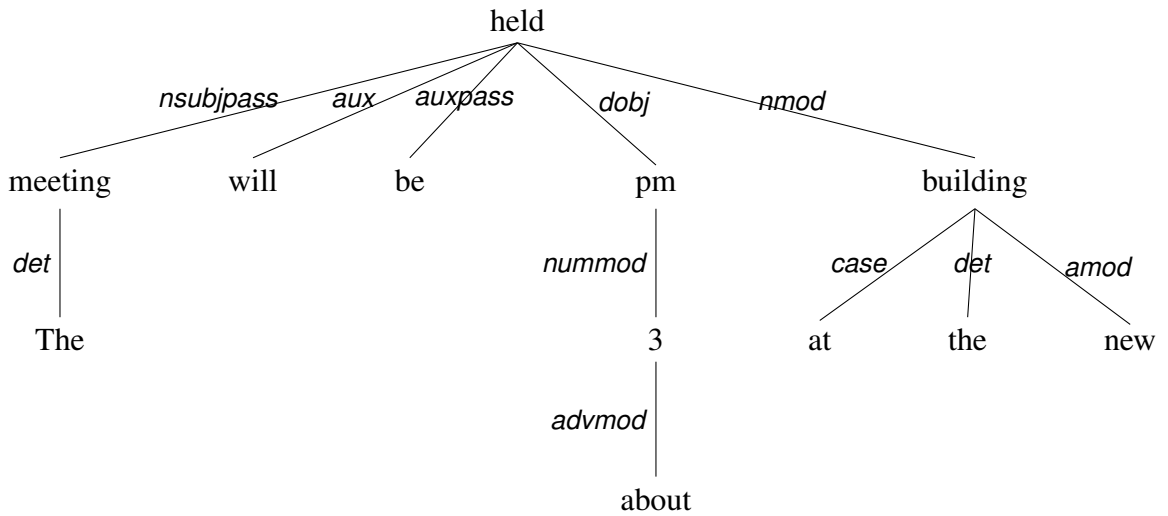 held
nsubjpass aux auxpass dobj nmod
meeting will be pm building
det nummod case det amod
The 3 at the new
advmod
about